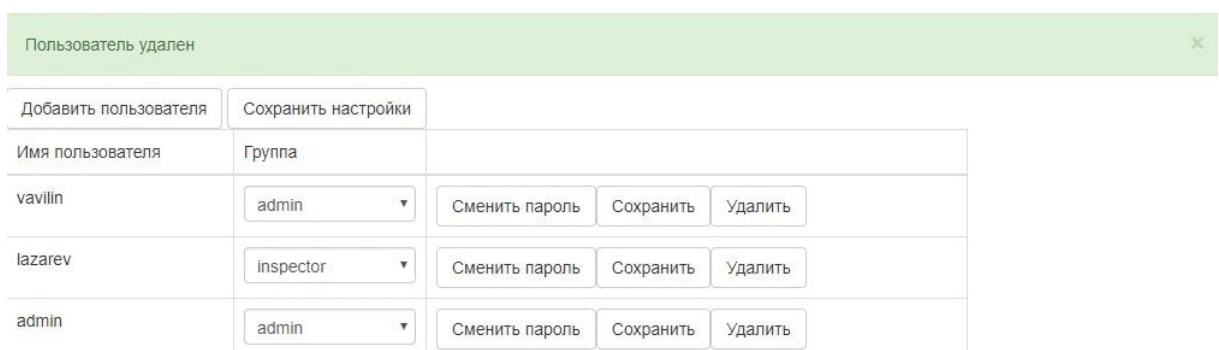 Пользователь удален ×
Добавить пользователя Сохранить настройки
Имя пользователя Группа
vavilin admin Сменить пароль Сохранить Удалить
lazarev inspector Сменить пароль Сохранить Удалить
admin admin Сменить пароль Сохранить Удалить